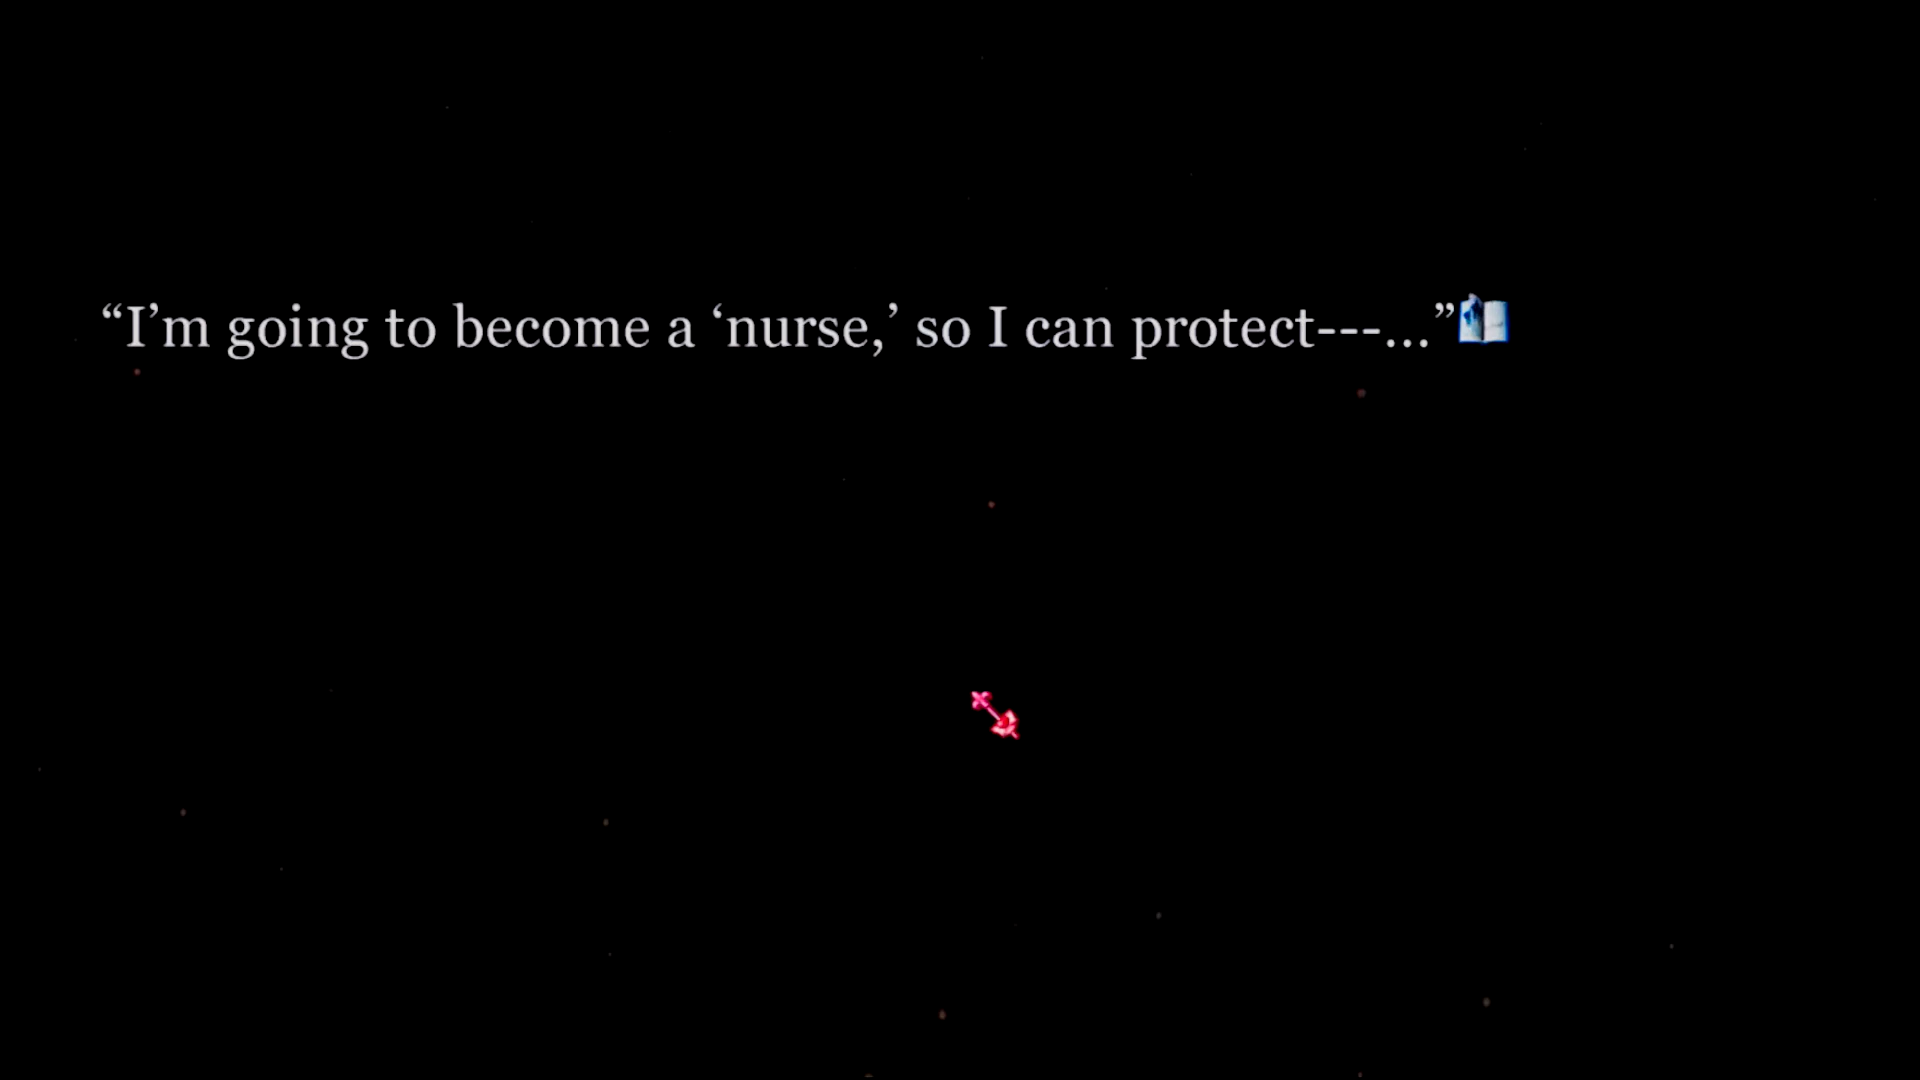 “I’m going to become a ‘nurse,’ so I can protect---...”